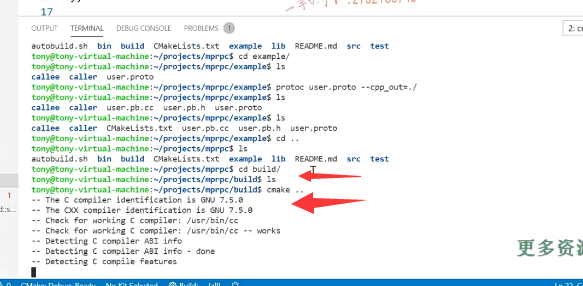 17
OUTPUT TERMINAL DEBUG CONSOLE PROBLEMS 1
autobuild.sh bin build CMakeLists.txt example lib README.md src test
tony@tony-virtual-machine:~/projects/mprpc$ cd example/
tony@tony-virtual-machine:~/projects/mprpc/example$ ls
callee caller user.proto
tony@tony-virtual-machine:~/projects/mprpc/example$ protoc user.proto --cpp_out=./
tony@tony-virtual-machine:~/projects/mprpc/example$ ls
callee caller user.pb.cc user.pb.h user.proto
tony@tony-virtual-machine:~/projects/mprpc/example$ ls
callee caller CMakeLists.txt user.pb.cc user.pb.h user.proto
tony@tony-virtual-machine:~/projects/mprpc/example$ cd ..
tony@tony-virtual-machine:~/projects/mprpc$ ls
autobuild.sh bin build CMakeLists.txt example lib README.md src test
tony@tony-virtual-machine:~/projects/mprpc$ cd build/
tony@tony-virtual-machine:~/projects/mprpc/build$ ls
tony@tony-virtual-machine:~/projects/mprpc/build$ cmake ..
-- The C compiler identification is GNU 7.5.0
-- The CXX compiler identification is GNU 7.5.0
-- Check for working C compiler: /usr/bin/cc
-- Check for working C compiler: /usr/bin/cc -- works
-- Detecting C compiler ABI info
-- Detecting C compiler ABI info - done
-- Detecting C compile features
更多资源